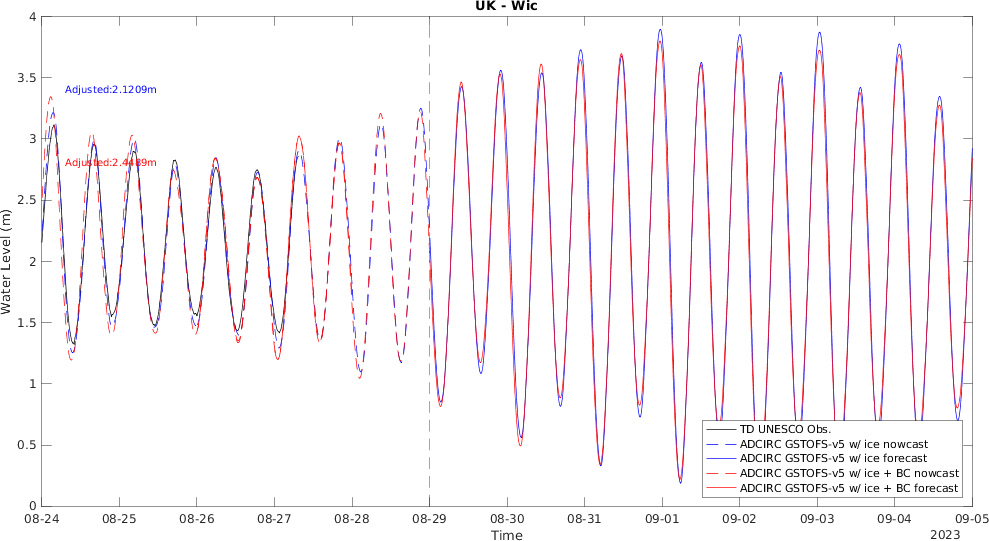 UK - Wic
4
3.5
3
2.5
2
1.5
1
0.5
0
Water Level (m)
Adjusted:2.1209m
Adjusted:2.4489m
TD UNESCO Obs.
ADCIRC GSTOFS-v5 w/ ice nowcast
ADCIRC GSTOFS-v5 w/ ice forecast
ADCIRC GSTOFS-v5 w/ ice + BC nowcast
ADCIRC GSTOFS-v5 w/ ice + BC forecast
08-24 08-25 08-26 08-27 08-28 08-29 08-30 08-31 09-01 09-02 09-03 09-04 09-05
Time
2023